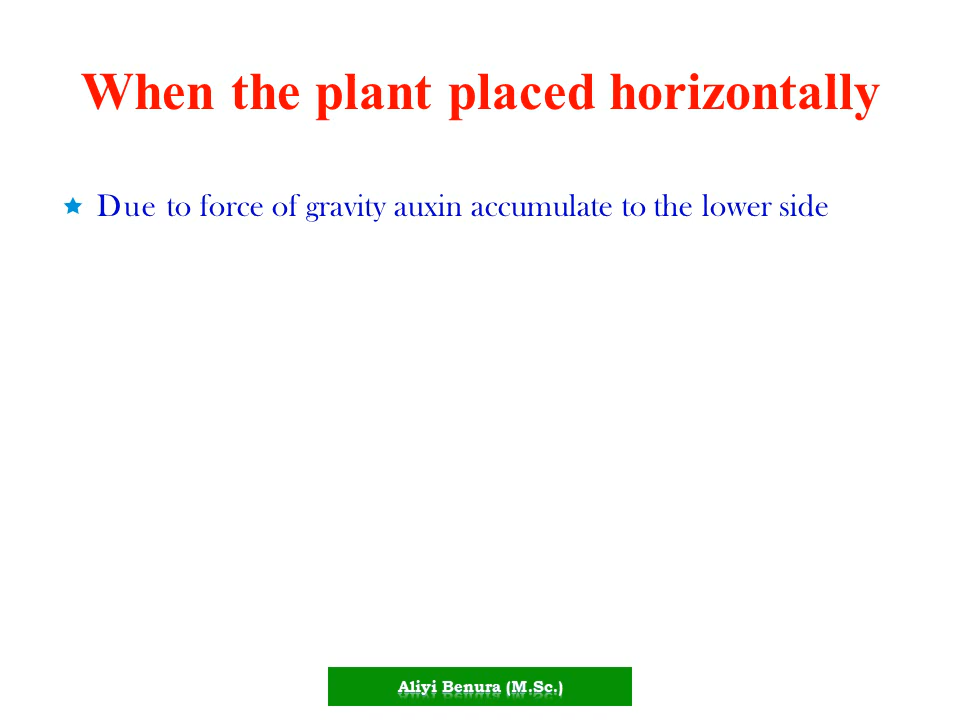 When the plant placed horizontally
Due to force of gravity auxin accumulate to the lower side
Aliyi Benura (M.Sc.)